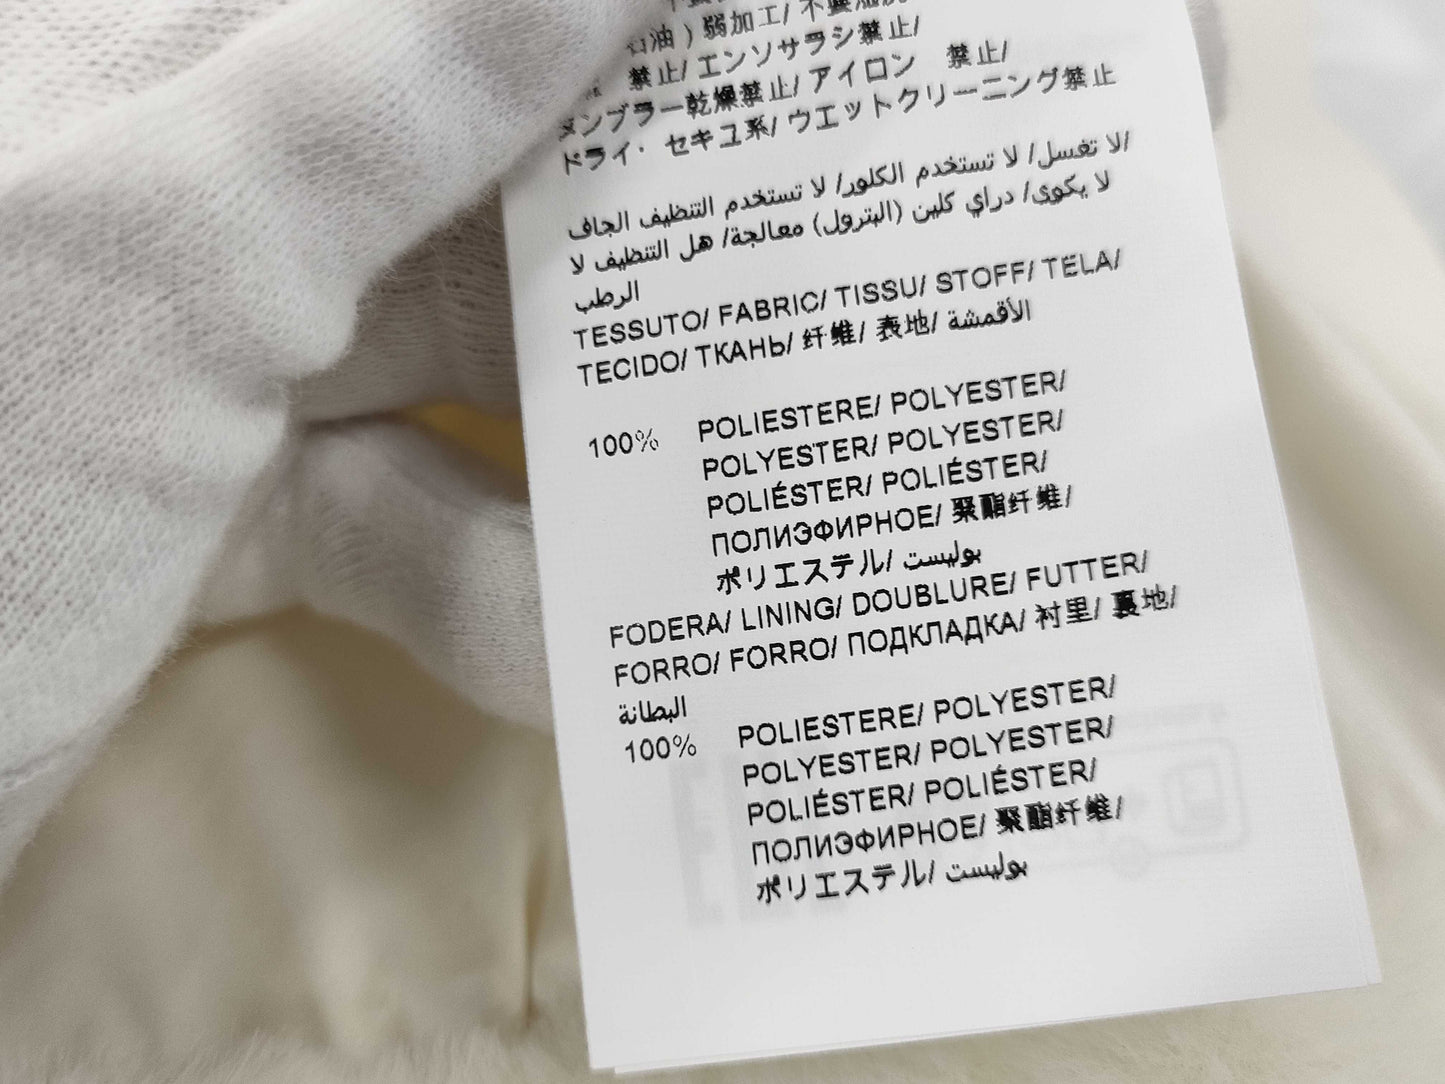 石油）弱加工/ 不要湿洗/
禁止/ エンソサラシ禁止/
タンブラー乾燥禁止/ アイロン 禁止/
ドライ・セキユ系/ ウエットクリーニング禁止
لا تغسل/ لا تستخدم الكلور/ لا تستخدم التنظيف الجاف/
لا يكوى/ دراي كلين (البترول) معالجة/ هل التنظيف لا
الرطب
TESSUTO/ FABRIC/ TISSU/ STOFF/ TELA/
TECIDO/ ТКАНЬ/ 纤维/ 表地/ الأقمشة
100% POLIESTERE/ POLYESTER/
POLYESTER/ POLYESTER/
POLIÉSTER/ POLIÉSTER/
ПОЛИЭФИРНОЕ/ 聚酯纤维/
ポリエステル/ بوليست
FODERA/ LINING/ DOUBLURE/ FUTTER/
FORRO/ FORRO/ ПОДКЛАДКА/ 衬里/ 裏地/
البطانة
100% POLIESTERE/ POLYESTER/
POLYESTER/ POLYESTER/
POLIÉSTER/ POLIÉSTER/
ПОЛИЭФИРНОЕ/ 聚酯纤维/
ポリエステル/ بوليست